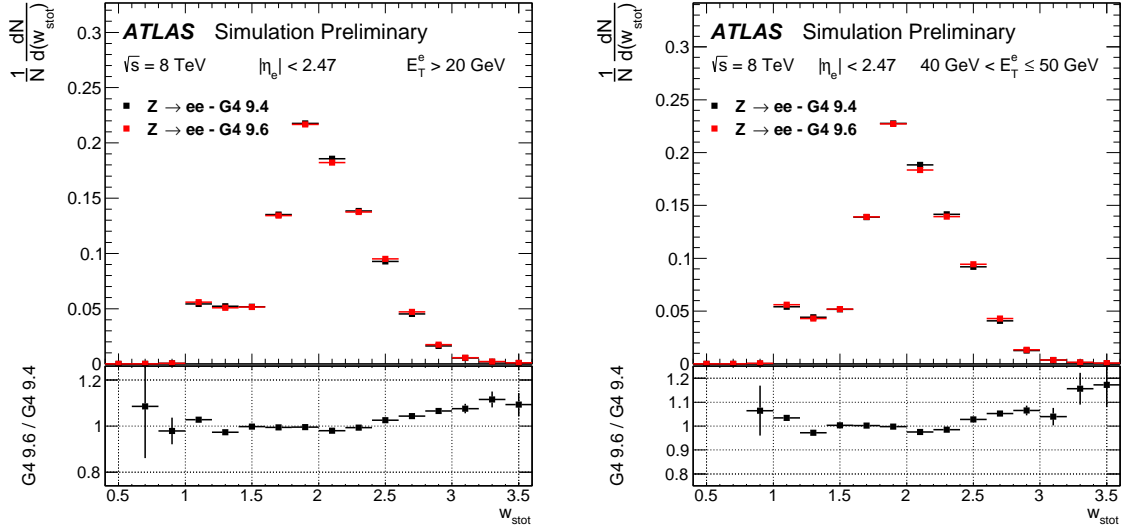 ATLAS Simulation Preliminary
√s = 8 TeV |η_e| < 2.47 E_T^e > 20 GeV
Z → ee - G4 9.4
Z → ee - G4 9.6
1/N dN/d(w_stot)
0.3
0.25
0.2
0.15
0.1
0.05
0
G4 9.6 / G4 9.4
1.2
1
0.8
0.5 1 1.5 2 2.5 3 3.5
w_stot
ATLAS Simulation Preliminary
√s = 8 TeV |η_e| < 2.47 40 GeV < E_T^e ≤ 50 GeV
Z → ee - G4 9.4
Z → ee - G4 9.6
1/N dN/d(w_stot)
0.3
0.25
0.2
0.15
0.1
0.05
0
G4 9.6 / G4 9.4
1.2
1.1
1
0.9
0.8
0.5 1 1.5 2 2.5 3 3.5
w_stot